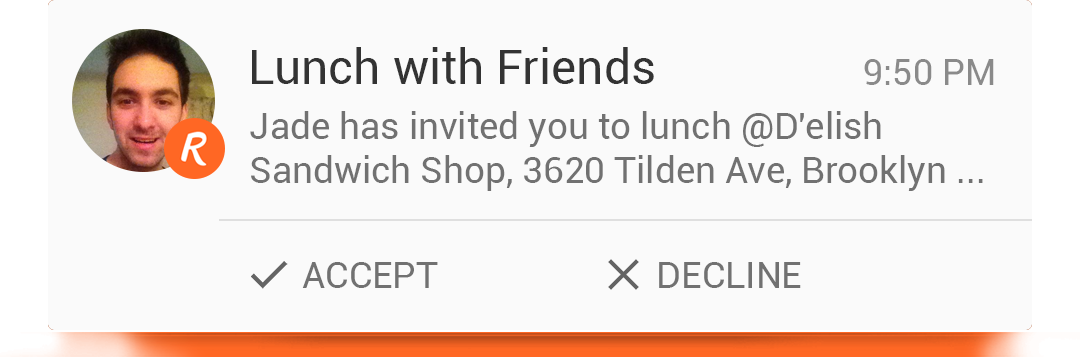 Lunch with Friends
9:50 PM
Jade has invited you to lunch @D'elish
Sandwich Shop, 3620 Tilden Ave, Brooklyn ...
R
ACCEPT
DECLINE